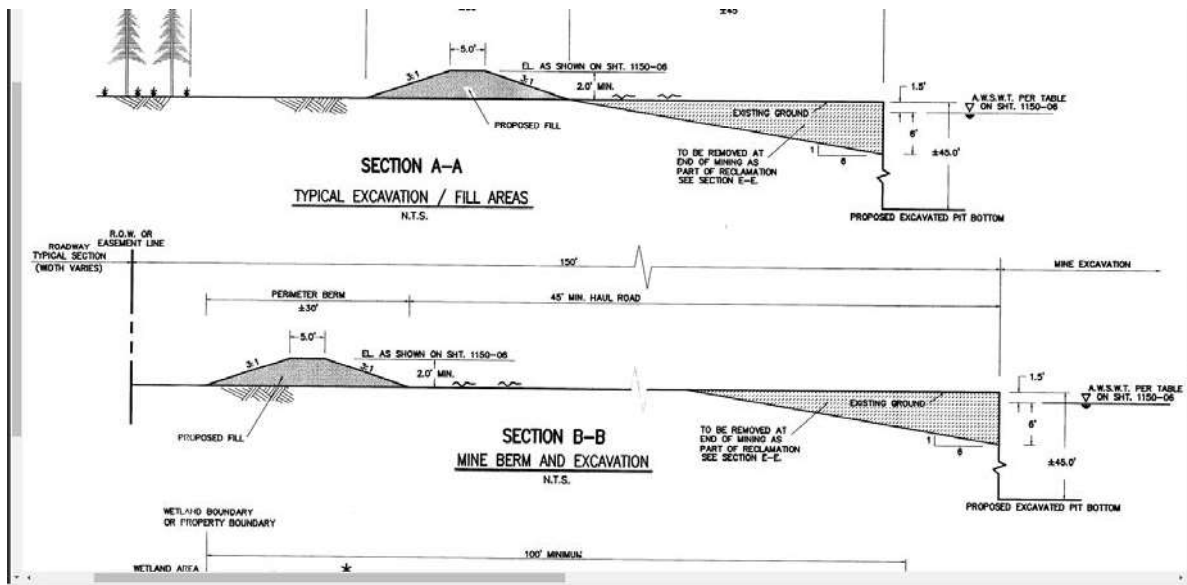 ±45
5.0'
3:1
3:1
EL. AS SHOWN ON SHT. 1150-06
2.0' MIN.
1.5'
A.W.S.W.T. PER TABLE
ON SHT. 1150-06
EXISTING GROUND
PROPOSED FILL
6'
±45.0'
TO BE REMOVED AT
END OF MINING AS
PART OF RECLAMATION
SEE SECTION E-E.
1
6
SECTION A-A
TYPICAL EXCAVATION / FILL AREAS
N.T.S.
PROPOSED EXCAVATED PIT BOTTOM
R.O.W. OR
EASEMENT LINE
ROADWAY
TYPICAL SECTION
(WIDTH VARIES)
150'
MINE EXCAVATION
PERIMETER BERM
±30'
45' MIN. HAUL ROAD
5.0'
3:1
3:1
EL. AS SHOWN ON SHT. 1150-06
2.0' MIN.
1.5'
A.W.S.W.T. PER TABLE
ON SHT. 1150-06
EXISTING GROUND
PROPOSED FILL
6'
±45.0'
TO BE REMOVED AT
END OF MINING AS
PART OF RECLAMATION
SEE SECTION E-E.
1
6
SECTION B-B
MINE BERM AND EXCAVATION
N.T.S.
PROPOSED EXCAVATED PIT BOTTOM
WETLAND BOUNDARY
OR PROPERTY BOUNDARY
100' MINIMUM
WETLAND AREA